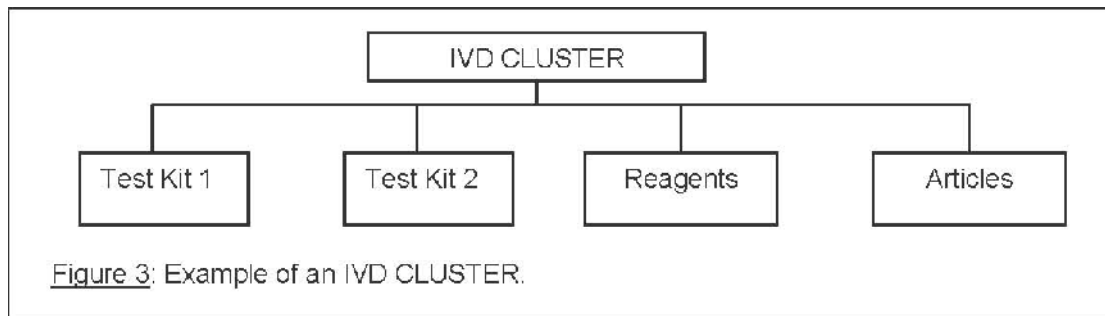 IVD CLUSTER
Test Kit 1
Test Kit 2
Reagents
Articles
Figure 3: Example of an IVD CLUSTER.